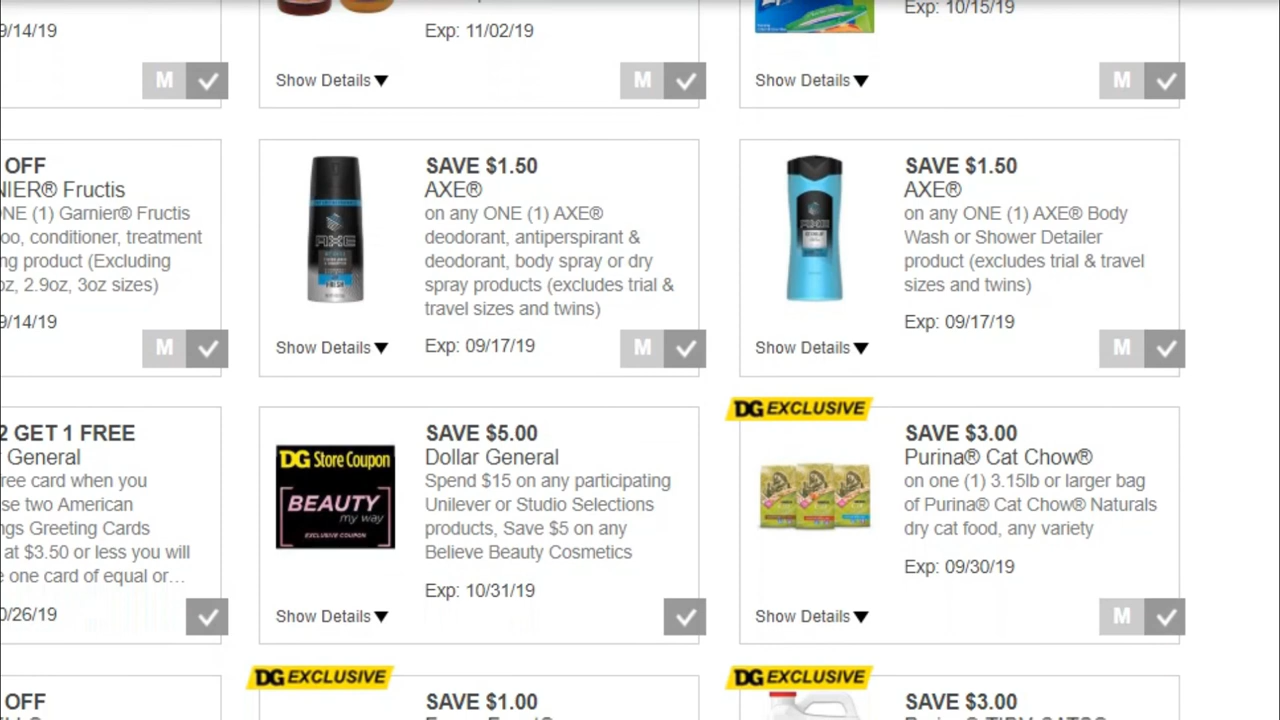 9/14/19
M
Exp: 11/02/19
Show Details
M
Exp: 10/15/19
Show Details
M
OFF
NIER® Fructis
ONE (1) Garnier® Fructis
oo, conditioner, treatment
ng product (Excluding
oz, 2.9oz, 3oz sizes)
9/14/19
M
AXE
SAVE $1.50
AXE®
on any ONE (1) AXE®
deodorant, antiperspirant &
deodorant, body spray or dry
spray products (excludes trial &
travel sizes and twins)
Exp: 09/17/19
Show Details
M
AXE
SAVE $1.50
AXE®
on any ONE (1) AXE® Body
Wash or Shower Detailer
product (excludes trial & travel
sizes and twins)
Exp: 09/17/19
Show Details
M
2 GET 1 FREE
General
free card when you
se two American
ngs Greeting Cards
at $3.50 or less you will
e one card of equal or…
0/26/19
DG Store Coupon
BEAUTY
my way
EXCLUSIVE COUPON
SAVE $5.00
Dollar General
Spend $15 on any participating
Unilever or Studio Selections
products, Save $5 on any
Believe Beauty Cosmetics
Exp: 10/31/19
Show Details
DG EXCLUSIVE
SAVE $3.00
Purina® Cat Chow®
on one (1) 3.15lb or larger bag
of Purina® Cat Chow® Naturals
dry cat food, any variety
Exp: 09/30/19
Show Details
M
OFF
DG EXCLUSIVE
SAVE $1.00
DG EXCLUSIVE
SAVE $3.00